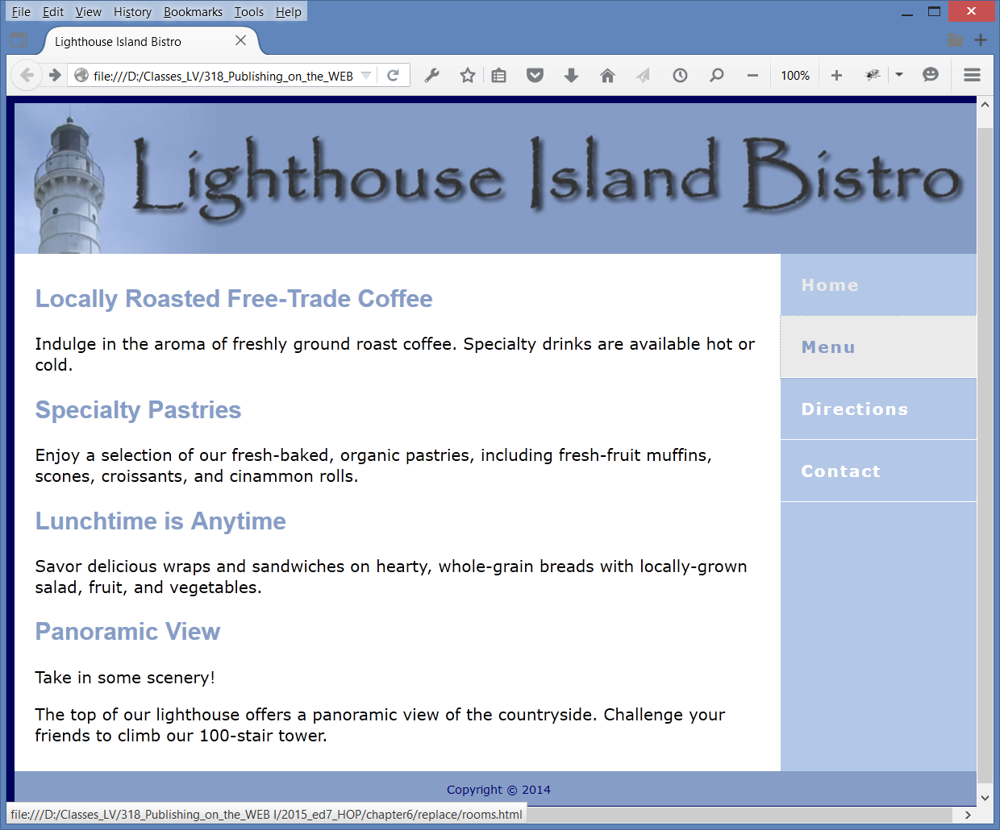 File Edit View History Bookmarks Tools Help
Lighthouse Island Bistro
file:///D:/Classes_LV/318_Publishing_on_the_WEB
100%
Lighthouse Island Bistro
Home
Menu
Directions
Contact
Locally Roasted Free-Trade Coffee
Indulge in the aroma of freshly ground roast coffee. Specialty drinks are available hot or
cold.
Specialty Pastries
Enjoy a selection of our fresh-baked, organic pastries, including fresh-fruit muffins,
scones, croissants, and cinammon rolls.
Lunchtime is Anytime
Savor delicious wraps and sandwiches on hearty, whole-grain breads with locally-grown
salad, fruit, and vegetables.
Panoramic View
Take in some scenery!
The top of our lighthouse offers a panoramic view of the countryside. Challenge your
friends to climb our 100-stair tower.
Copyright © 2014
file:///D:/Classes_LV/318_Publishing_on_the_WEB I/2015_ed7_HOP/chapter6/replace/rooms.html